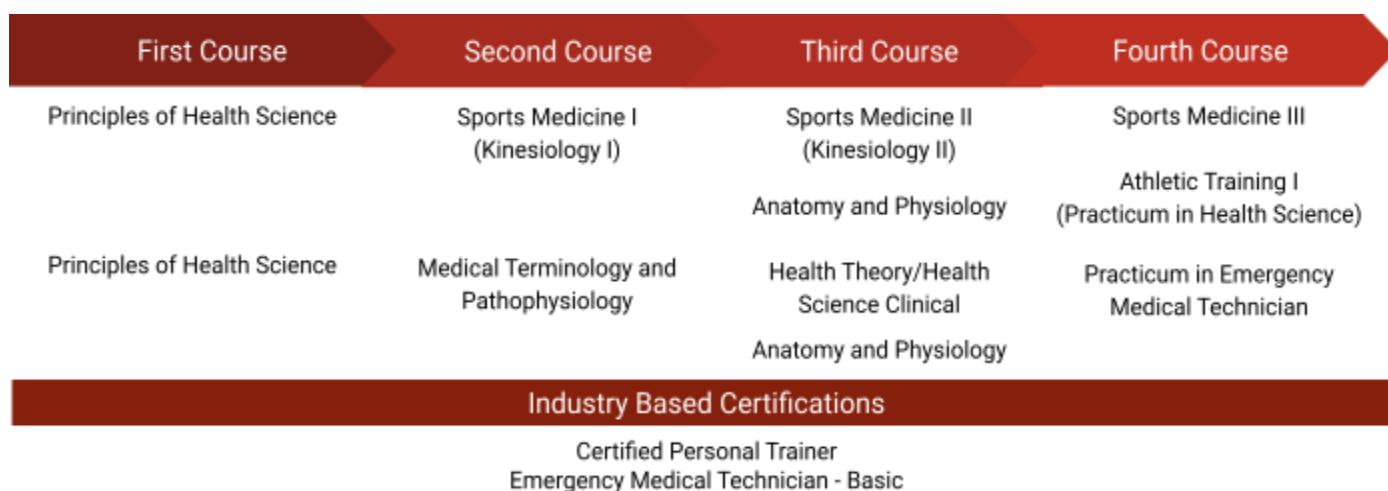 First Course
Second Course
Third Course
Fourth Course
Principles of Health Science
Sports Medicine I
(Kinesiology I)
Sports Medicine II
(Kinesiology II)
Anatomy and Physiology
Sports Medicine III
Athletic Training I
(Practicum in Health Science)
Principles of Health Science
Medical Terminology and
Pathophysiology
Health Theory/Health
Science Clinical
Anatomy and Physiology
Practicum in Emergency
Medical Technician
Industry Based Certifications
Certified Personal Trainer
Emergency Medical Technician - Basic